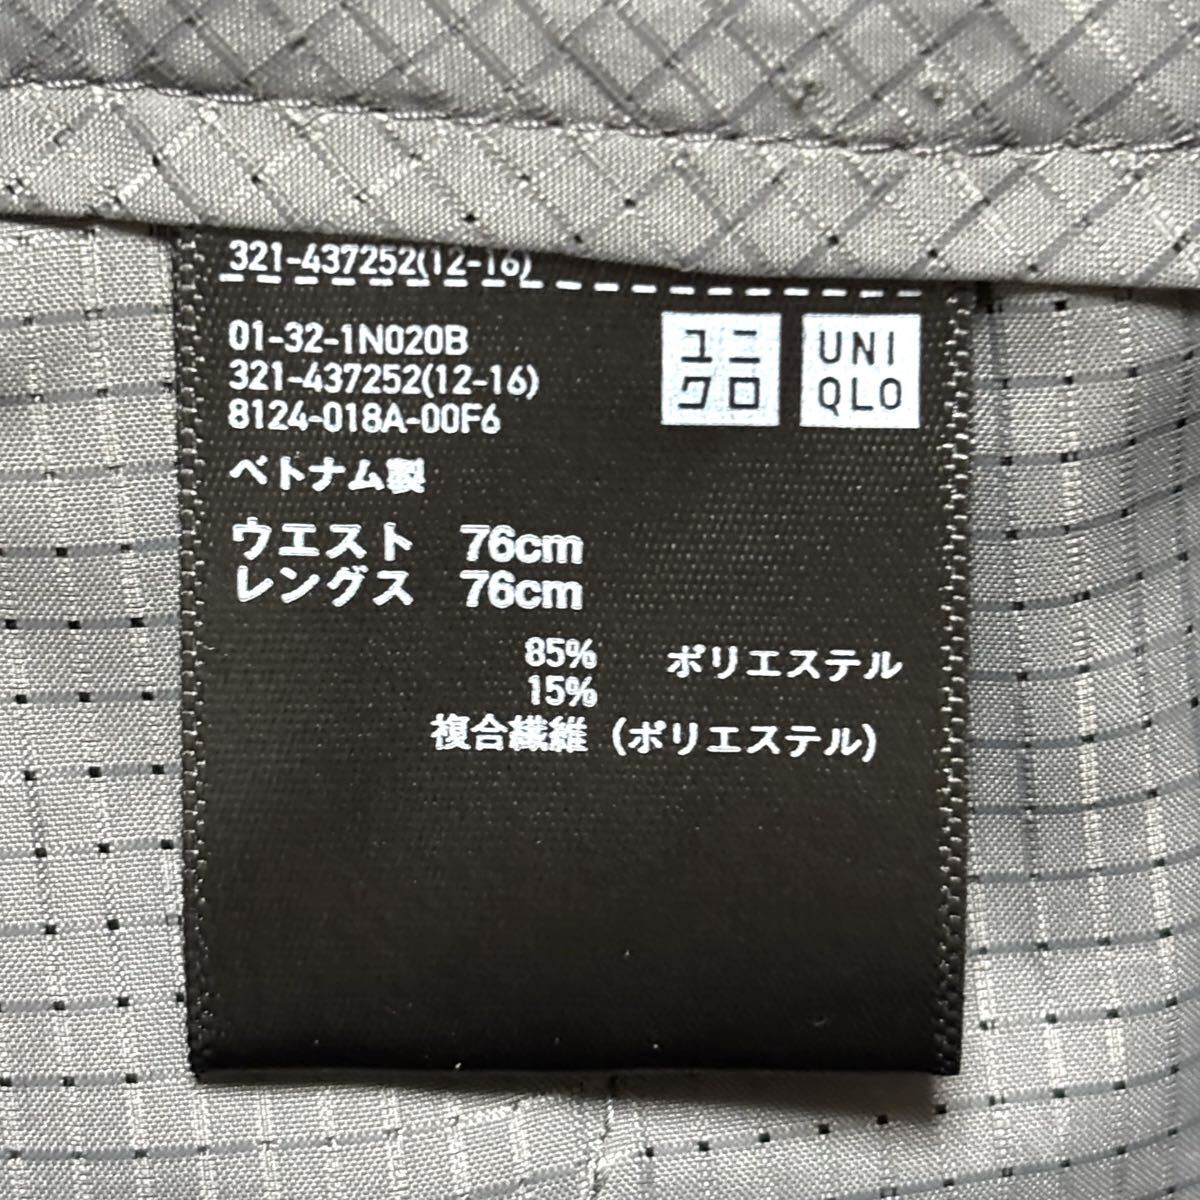 321-437252(12-16)
01-32-1N020B
321-437252(12-16)
8124-018A-00F6
ユニ
クロ
UNI
QLO
ベトナム製
ウエスト 76cm
レングス 76cm
85% ポリエステル
15%
複合繊維 (ポリエステル)